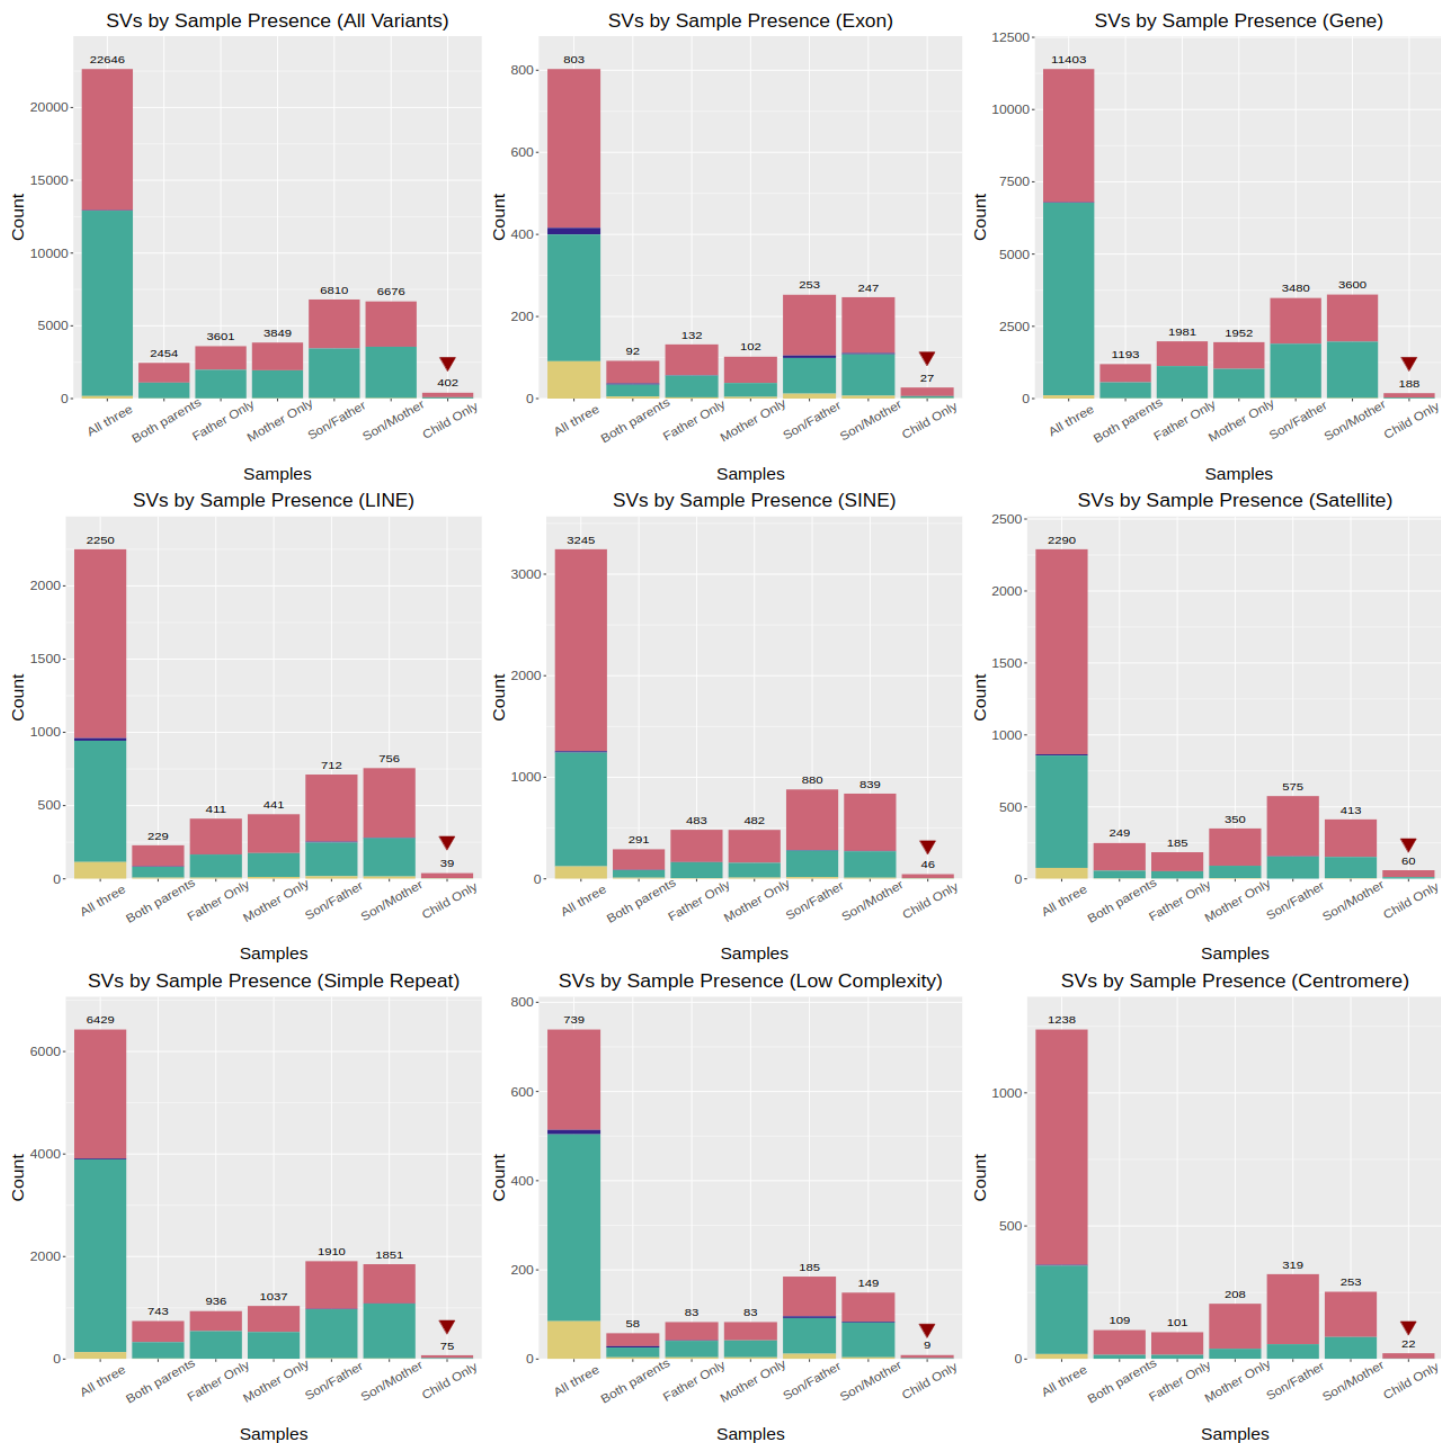 SVs by Sample Presence (All Variants)
Count
20000
15000
10000
5000
0
22646
2454
3601
3849
6810
6676
402
All three
Both parents
Father Only
Mother Only
Son/Father
Son/Mother
Child Only
Samples
SVs by Sample Presence (Exon)
Count
800
600
400
200
0
803
92
132
102
253
247
27
All three
Both parents
Father Only
Mother Only
Son/Father
Son/Mother
Child Only
Samples
SVs by Sample Presence (Gene)
Count
12500
10000
7500
5000
2500
0
11403
1193
1981
1952
3480
3600
188
All three
Both parents
Father Only
Mother Only
Son/Father
Son/Mother
Child Only
Samples
SVs by Sample Presence (LINE)
Count
2000
1500
1000
500
0
2250
229
411
441
712
756
39
All three
Both parents
Father Only
Mother Only
Son/Father
Son/Mother
Child Only
Samples
SVs by Sample Presence (SINE)
Count
3000
2000
1000
0
3245
291
483
482
880
839
46
All three
Both parents
Father Only
Mother Only
Son/Father
Son/Mother
Child Only
Samples
SVs by Sample Presence (Satellite)
Count
2500
2000
1500
1000
500
0
2290
249
185
350
575
413
60
All three
Both parents
Father Only
Mother Only
Son/Father
Son/Mother
Child Only
Samples
SVs by Sample Presence (Simple Repeat)
Count
6000
4000
2000
0
6429
743
936
1037
1910
1851
75
All three
Both parents
Father Only
Mother Only
Son/Father
Son/Mother
Child Only
Samples
SVs by Sample Presence (Low Complexity)
Count
800
600
400
200
0
739
58
83
83
185
149
9
All three
Both parents
Father Only
Mother Only
Son/Father
Son/Mother
Child Only
Samples
SVs by Sample Presence (Centromere)
Count
1000
500
0
1238
109
101
208
319
253
22
All three
Both parents
Father Only
Mother Only
Son/Father
Son/Mother
Child Only
Samples